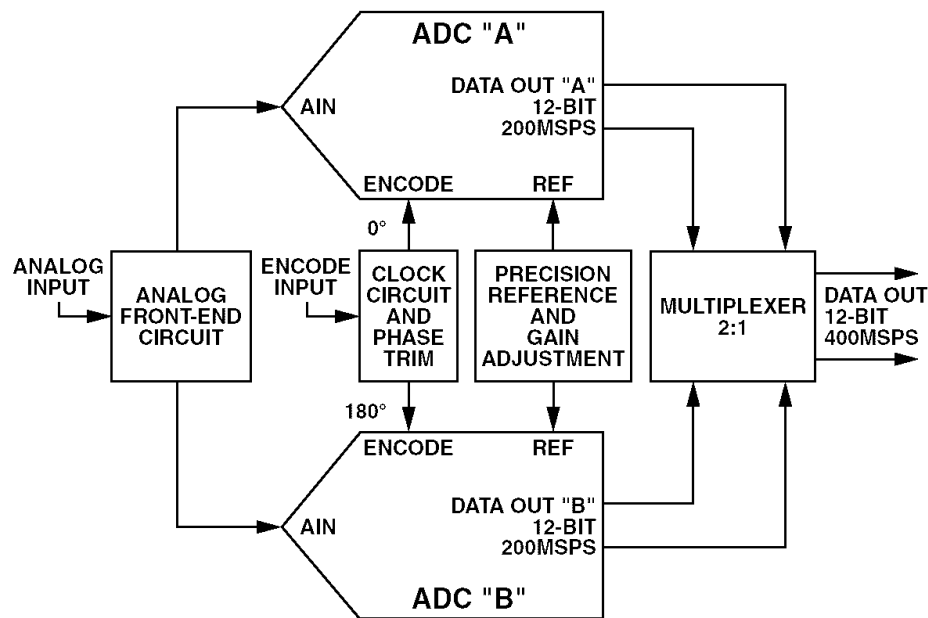 ADC "A"
DATA OUT "A"
12-BIT
200MSPS
AIN
ENCODE
REF
0°
ANALOG
INPUT
ANALOG
FRONT-END
CIRCUIT
ENCODE
INPUT
CLOCK
CIRCUIT
AND
PHASE
TRIM
PRECISION
REFERENCE
AND
GAIN
ADJUSTMENT
MULTIPLEXER
2:1
DATA OUT
12-BIT
400MSPS
180°
ENCODE
REF
AIN
DATA OUT "B"
12-BIT
200MSPS
ADC "B"